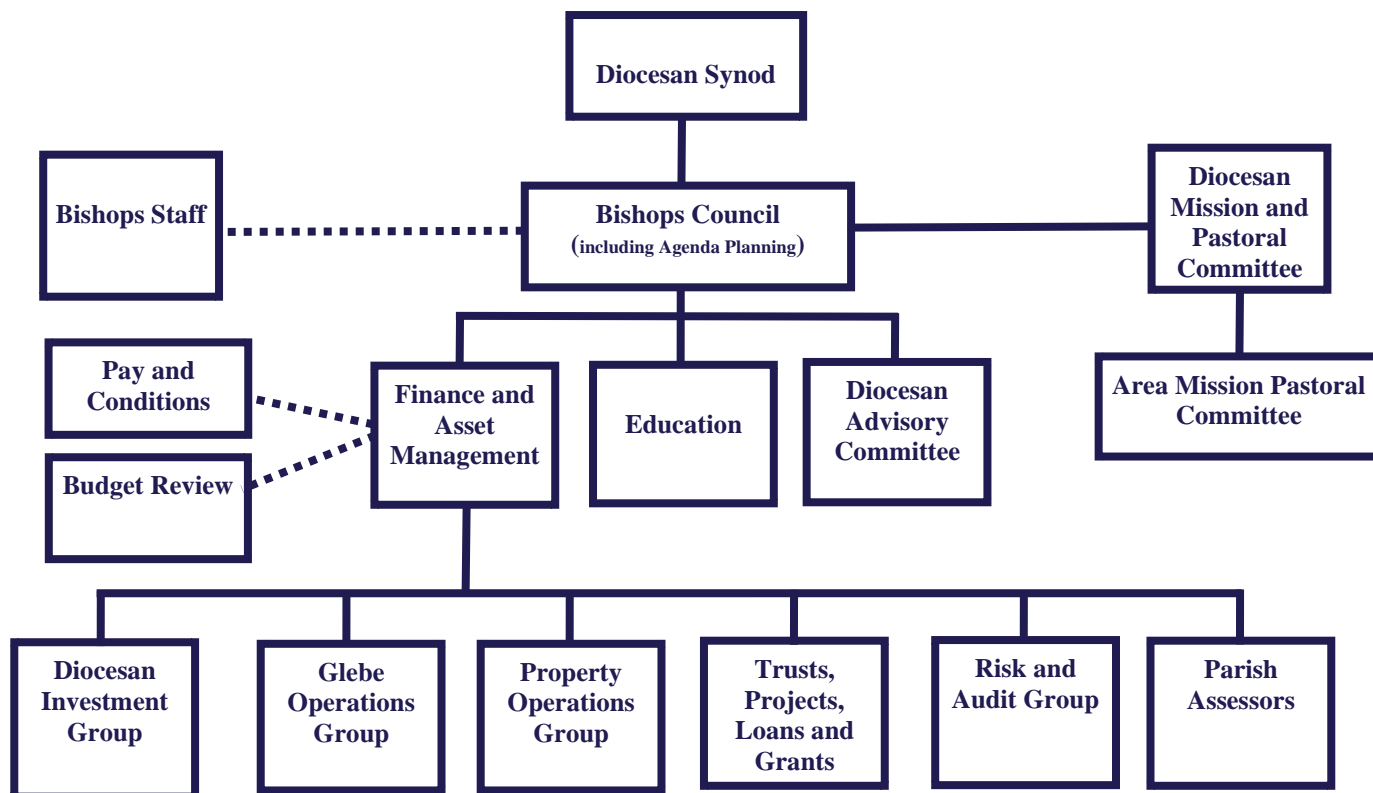 Diocesan Synod
Bishops Staff
Bishops Council
(including Agenda Planning)
Diocesan
Mission and
Pastoral
Committee
Pay and
Conditions
Budget Review
Finance and
Asset
Management
Education
Diocesan
Advisory
Committee
Area Mission Pastoral
Committee
Diocesan
Investment
Group
Glebe
Operations
Group
Property
Operations
Group
Trusts,
Projects,
Loans and
Grants
Risk and
Audit Group
Parish
Assessors